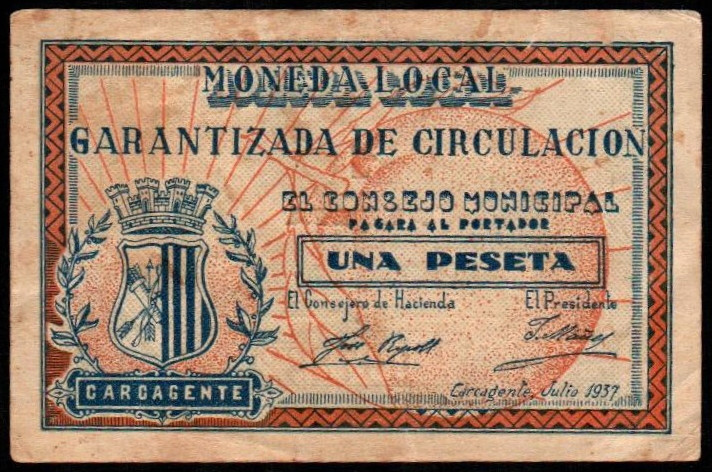 MONEDA LOCAL
GARANTIZADA DE CIRCULACION
EL CONSEJO MUNICIPAL
PAGARA AL PORTADOR
UNA PESETA
El Consejero de Hacienda El Presidente
CARCAGENTE
Carcagente, Julio 1937